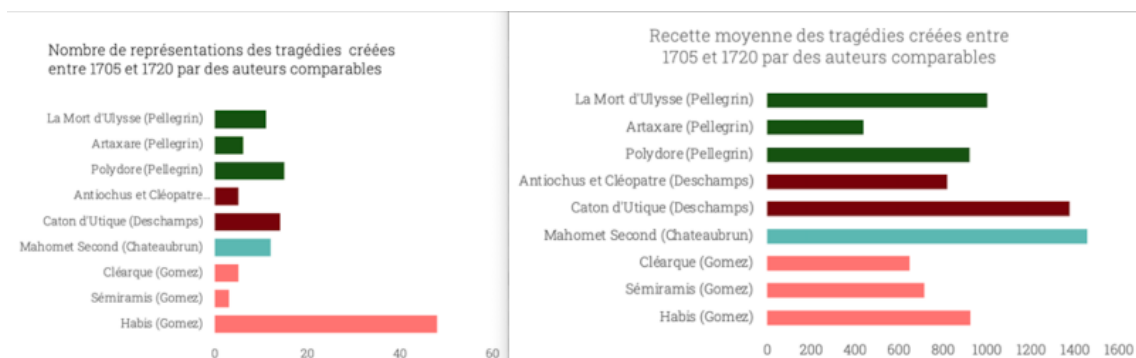 Nombre de représentations des tragédies créées
entre 1705 et 1720 par des auteurs comparables
La Mort d'Ulysse (Pellegrin)
Artaxare (Pellegrin)
Polydore (Pellegrin)
Antiochus et Cléopatre...
Caton d'Utique (Deschamps)
Mahomet Second (Chateaubrun)
Cléarque (Gomez)
Sémiramis (Gomez)
Habis (Gomez)
0 20 40 60
Recette moyenne des tragédies créées entre
1705 et 1720 par des auteurs comparables
La Mort d'Ulysse (Pellegrin)
Artaxare (Pellegrin)
Polydore (Pellegrin)
Antiochus et Cléopatre (Deschamps)
Caton d'Utique (Deschamps)
Mahomet Second (Chateaubrun)
Cléarque (Gomez)
Sémiramis (Gomez)
Habis (Gomez)
0 200 400 600 800 1000 1200 1400 1600